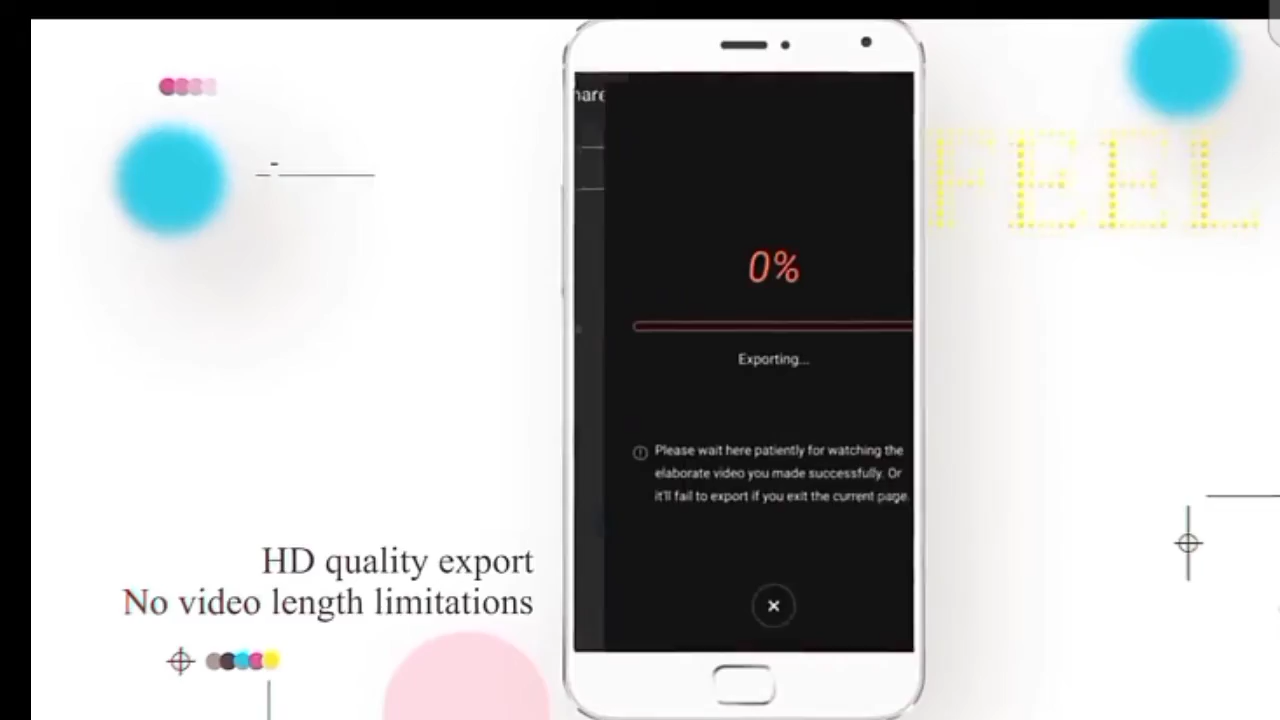 hare
FEEL
0%
Exporting...
Please wait here patiently for watching the
elaborate video you made successfully. Or
it'll fail to export if you exit the current page.
HD quality export
No video length limitations